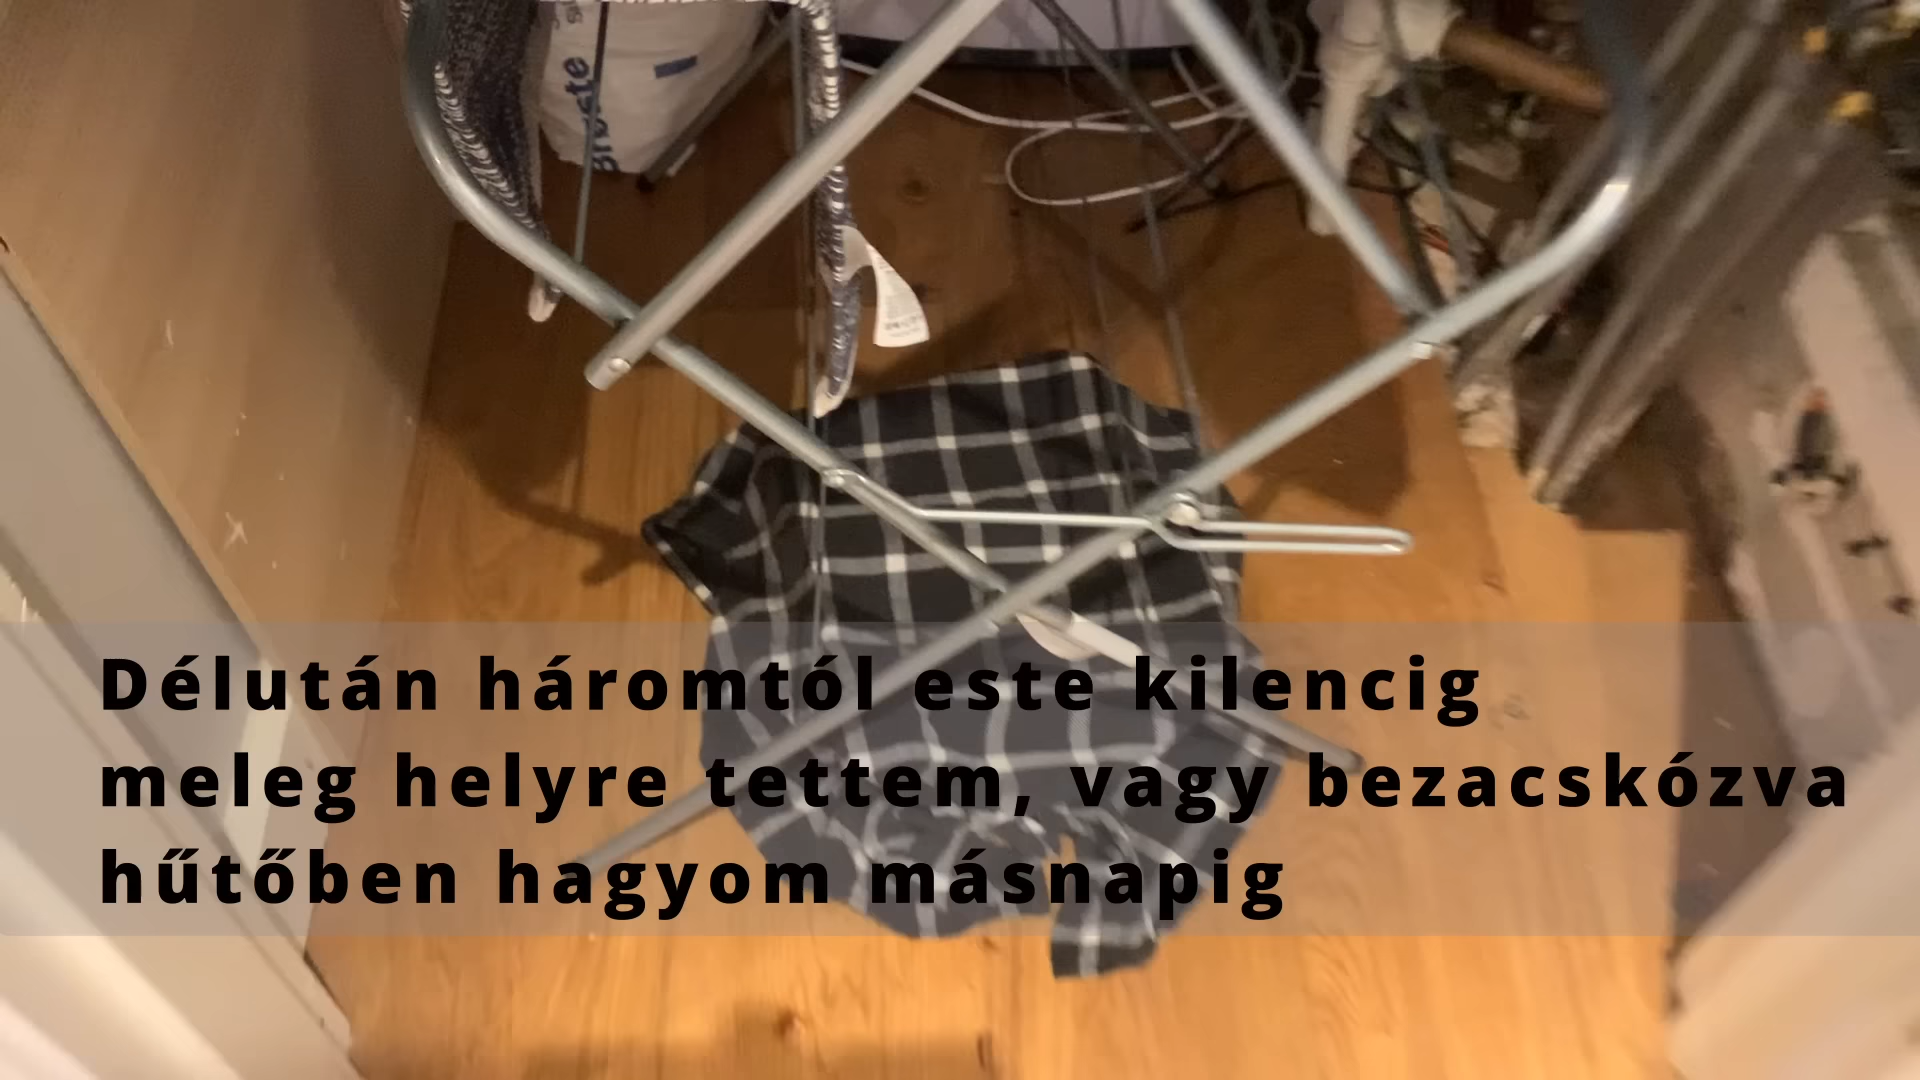 Délután háromtól este kilencig
meleg helyre tettem, vagy bezacskózva
hűtőben hagyom másnapig